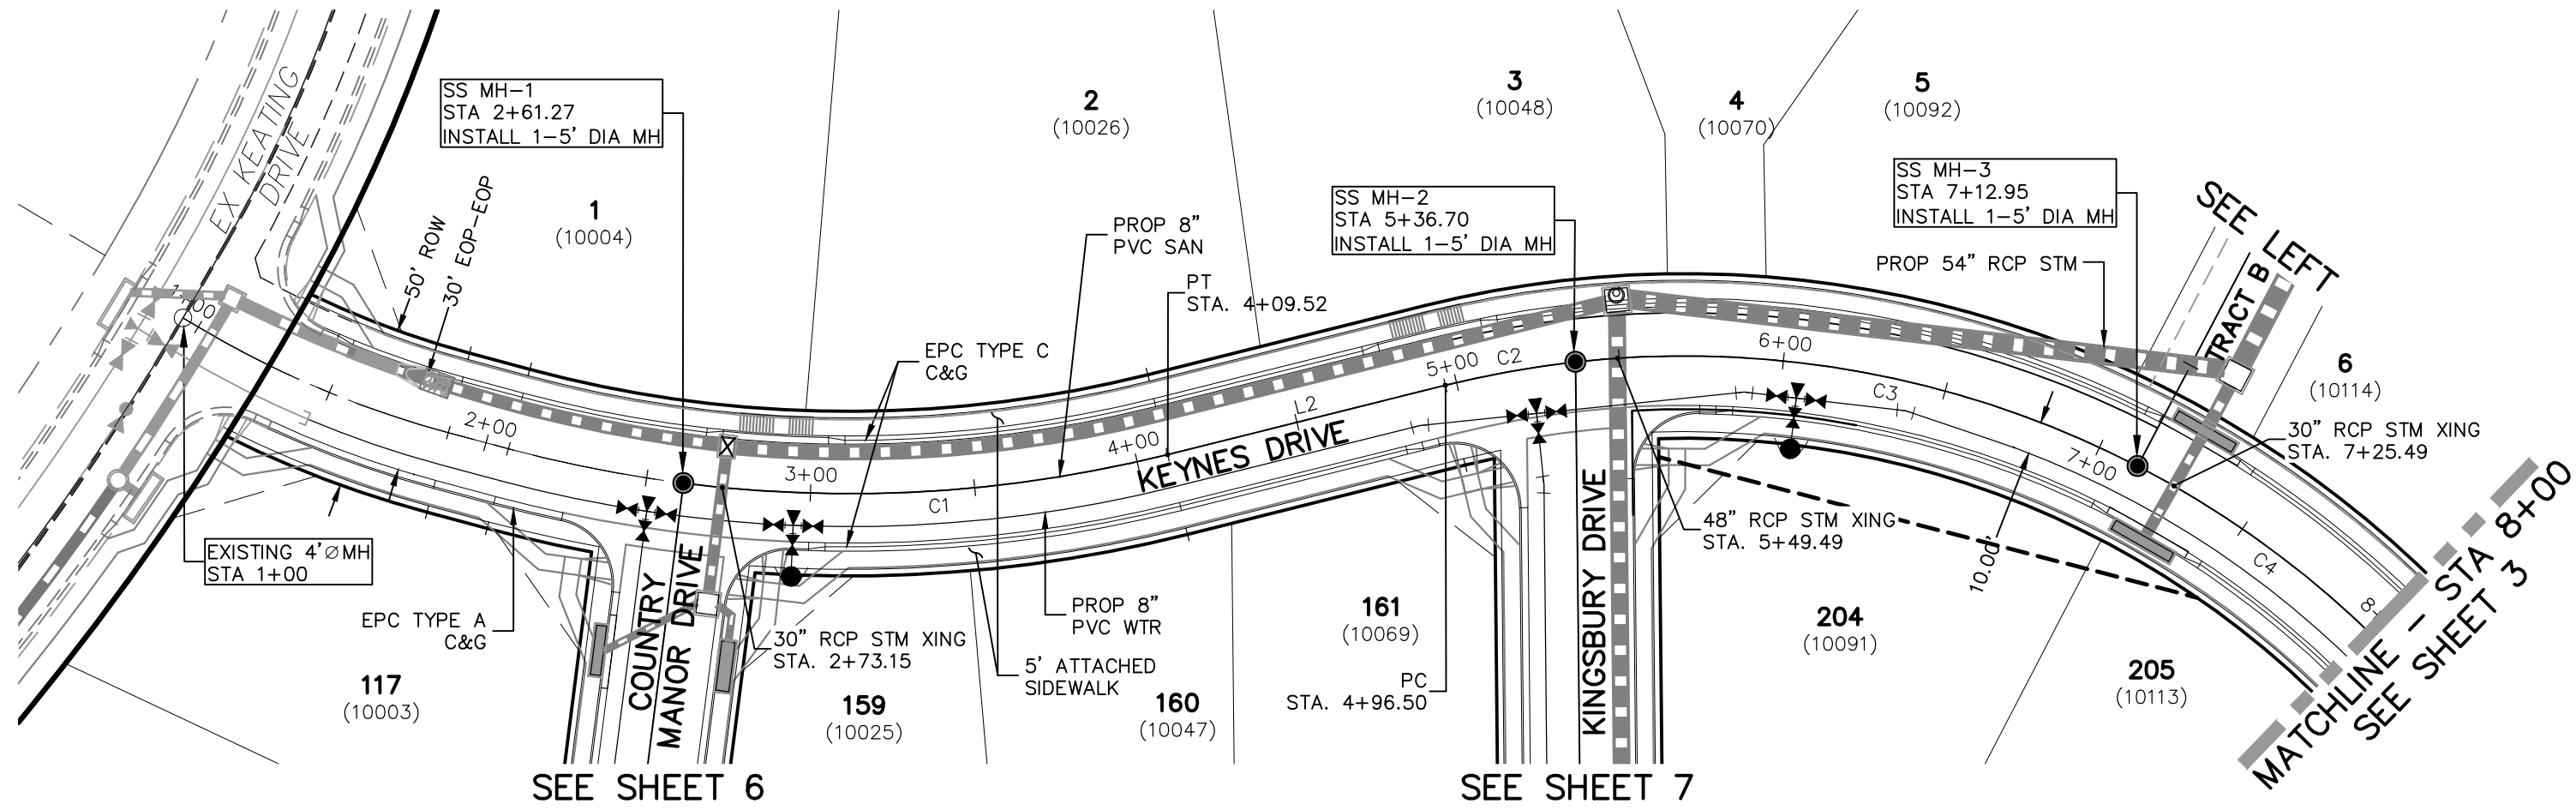 EX KEATING
DRIVE
1+00
50' ROW
30' EOP-EOP
SS MH-1
STA 2+61.27
INSTALL 1-5' DIA MH
1
(10004)
2
(10026)
3
(10048)
4
(10070)
5
(10092)
6
(10114)
PROP 8"
PVC SAN
PT
STA. 4+09.52
EPC TYPE C
C&G
SS MH-2
STA 5+36.70
INSTALL 1-5' DIA MH
SS MH-3
STA 7+12.95
INSTALL 1-5' DIA MH
PROP 54" RCP STM
SEE LEFT
TRACT B
2+00
3+00
C1
4+00
L2
5+00
C2
6+00
C3
7+00
C4
8+
KEYNES DRIVE
30" RCP STM XING
STA. 7+25.49
48" RCP STM XING
STA. 5+49.49
10.00'
EXISTING 4'Ø MH
STA 1+00
EPC TYPE A
C&G
COUNTRY
MANOR DRIVE
30" RCP STM XING
STA. 2+73.15
PROP 8"
PVC WTR
5' ATTACHED
SIDEWALK
PC
STA. 4+96.50
KINGSBURY DRIVE
117
(10003)
159
(10025)
160
(10047)
161
(10069)
204
(10091)
205
(10113)
MATCHLINE - STA 8+00
SEE SHEET 3
SEE SHEET 6
SEE SHEET 7